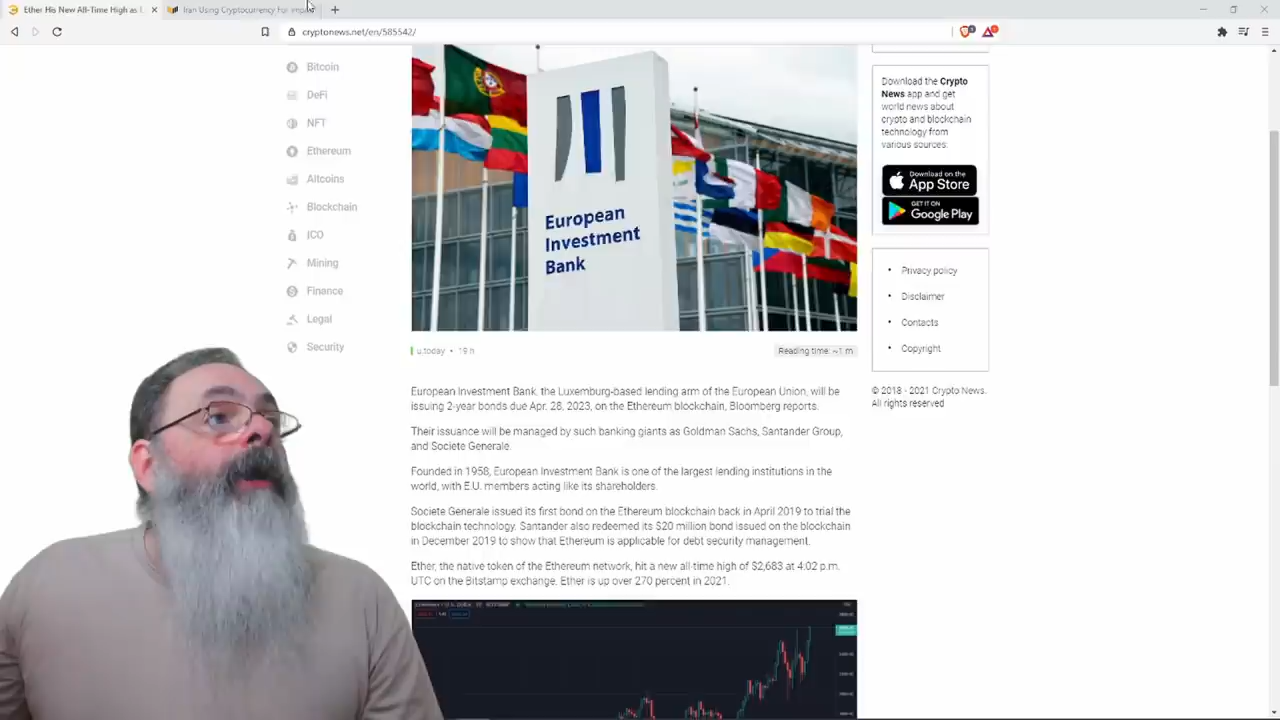 Ether His New All-Time High as I.
Iran Using Cryptocurrency For Impo
cryptonews.net/en/585542/
Bitcoin
DeFi
NFT
Ethereum
Altcoins
Blockchain
ICO
Mining
Finance
Legal
Security
European
Investment
Bank
u.today • 19 h
Reading time: ~1 m
European Investment Bank, the Luxemburg-based lending arm of the European Union, will be
issuing 2-year bonds due Apr. 28, 2023, on the Ethereum blockchain, Bloomberg reports.
Their issuance will be managed by such banking giants as Goldman Sachs, Santander Group,
and Societe Generale.
Founded in 1958, European Investment Bank is one of the largest lending institutions in the
world, with E.U. members acting like its shareholders.
Societe Generale issued its first bond on the Ethereum blockchain back in April 2019 to trial the
blockchain technology. Santander also redeemed its $20 million bond issued on the blockchain
in December 2019 to show that Ethereum is applicable for debt security management.
Ether, the native token of the Ethereum network, hit a new all-time high of $2,683 at 4.02 p.m.
UTC on the Bitstamp exchange. Ether is up over 270 percent in 2021.
Download the Crypto
News app and get
world news about
crypto and blockchain
technology from
various sources:
Download on the
App Store
GET IT ON
Google Play
• Privacy policy
• Disclaimer
• Contacts
• Copyright
© 2018 - 2021 Crypto News.
All rights reserved